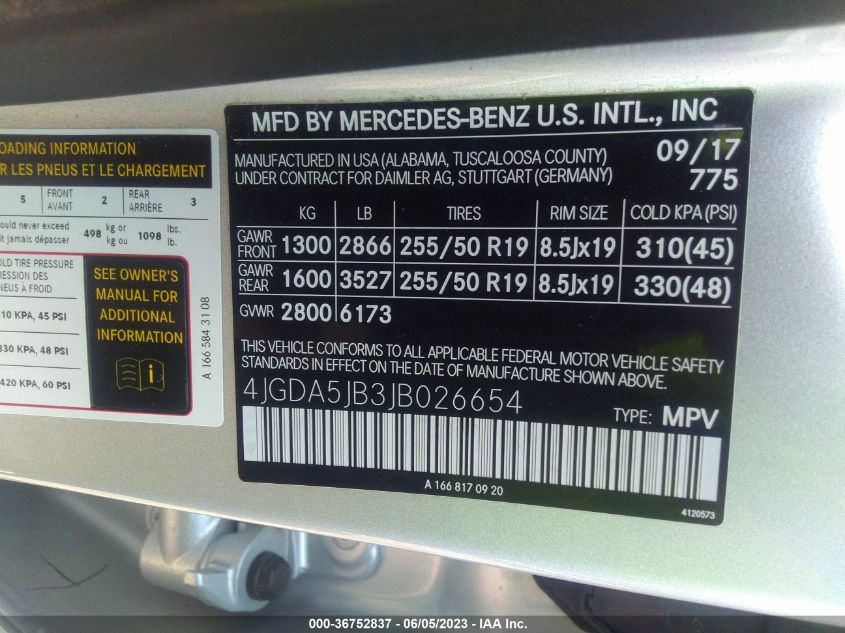 OADING INFORMATION
R LES PNEUS ET LE CHARGEMENT
5 FRONT AVANT 2 REAR ARRIÈRE 3
ould never exceed
it jamais dépasser
498 kg or kg ou 1098 lbs. lb.
OLD TIRE PRESSURE
RESSION DES
NEUS À FROID
10 KPA, 45 PSI
330 KPA, 48 PSI
420 KPA, 60 PSI
SEE OWNER'S
MANUAL FOR
ADDITIONAL
INFORMATION
i
A 166 584 31 08
MFD BY MERCEDES-BENZ U.S. INTL., INC
MANUFACTURED IN USA (ALABAMA, TUSCALOOSA COUNTY) 09/17
UNDER CONTRACT FOR DAIMLER AG, STUTTGART (GERMANY) 775
KG LB TIRES RIM SIZE COLD KPA (PSI)
GAWR FRONT 1300 2866 255/50 R19 8.5Jx19 310(45)
GAWR REAR 1600 3527 255/50 R19 8.5Jx19 330(48)
GVWR 2800 6173
THIS VEHICLE CONFORMS TO ALL APPLICABLE FEDERAL MOTOR VEHICLE SAFETY
STANDARDS IN EFFECT ON THE DATE OF MANUFACTURE SHOWN ABOVE.
4JGDA5JB3JB026654
TYPE: MPV
A 166 817 09 20
4120573
000-36752837 - 06/05/2023 - IAA Inc.